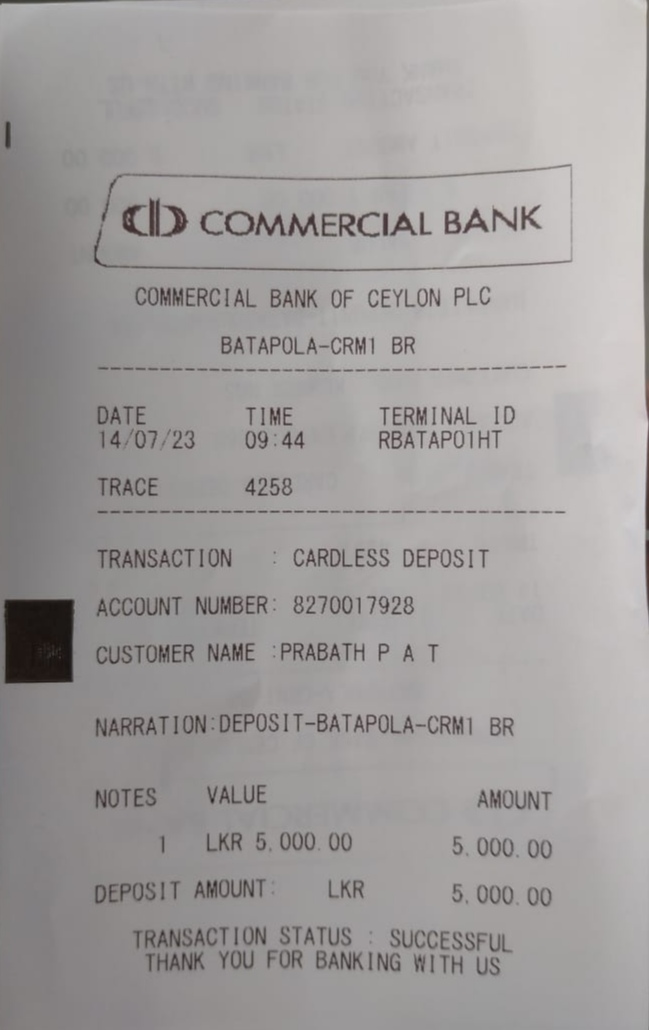 COMMERCIAL BANK
COMMERCIAL BANK OF CEYLON PLC
BATAPOLA-CRM1 BR
DATE TIME TERMINAL ID
14/07/23 09:44 RBATAP01HT
TRACE 4258
TRANSACTION : CARDLESS DEPOSIT
ACCOUNT NUMBER: 8270017928
CUSTOMER NAME :PRABATH P A T
NARRATION:DEPOSIT-BATAPOLA-CRM1 BR
NOTES VALUE AMOUNT
1 LKR 5,000.00 5,000.00
DEPOSIT AMOUNT: LKR 5,000.00
TRANSACTION STATUS : SUCCESSFUL
THANK YOU FOR BANKING WITH US